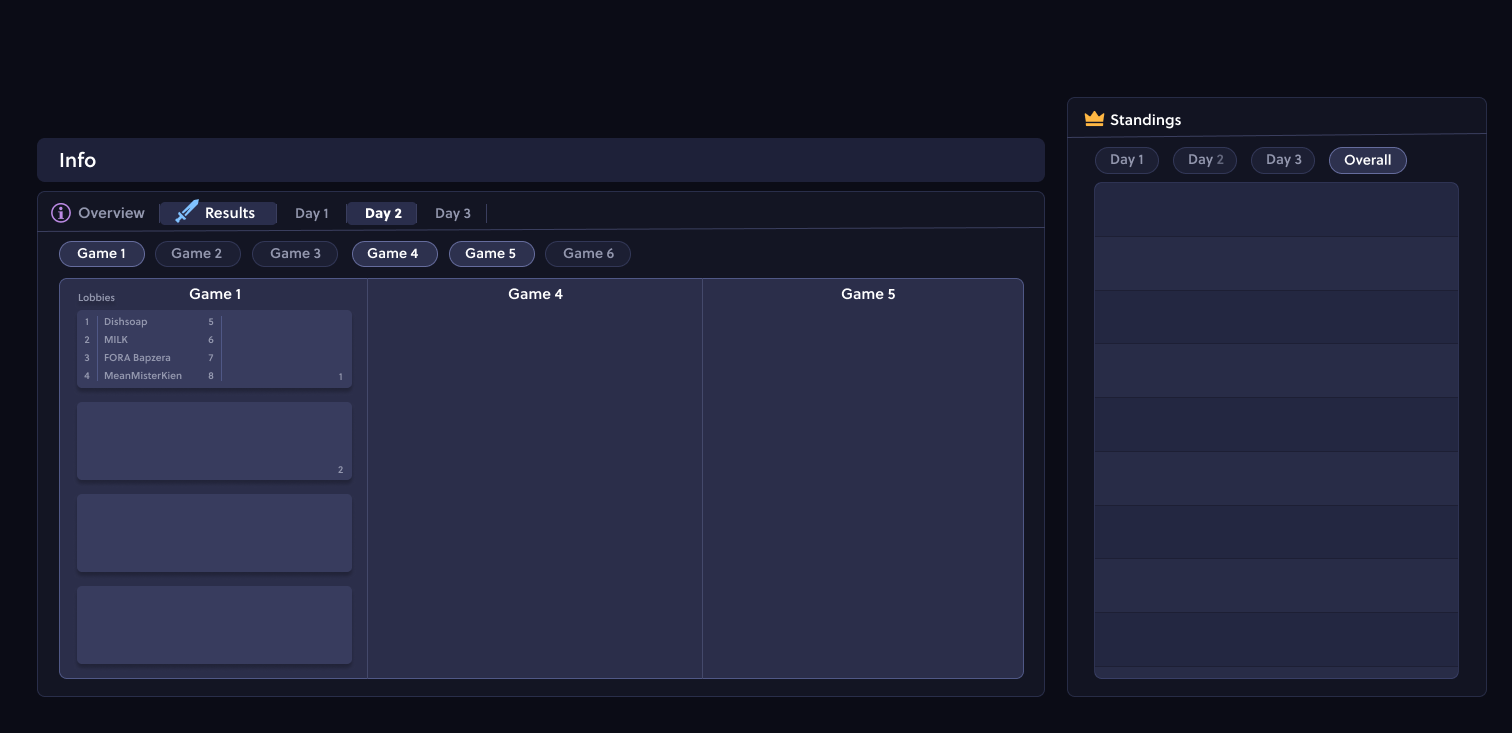 Info
Overview Results Day 1 Day 2 Day 3
Game 1 Game 2 Game 3 Game 4 Game 5 Game 6
Lobbies Game 1 Game 4 Game 5
1 Dishsoap 5
2 MILK 6
3 FORA Bapzera 7
4 MeanMisterKien 8 1
2
Standings
Day 1 Day 2 Day 3 Overall